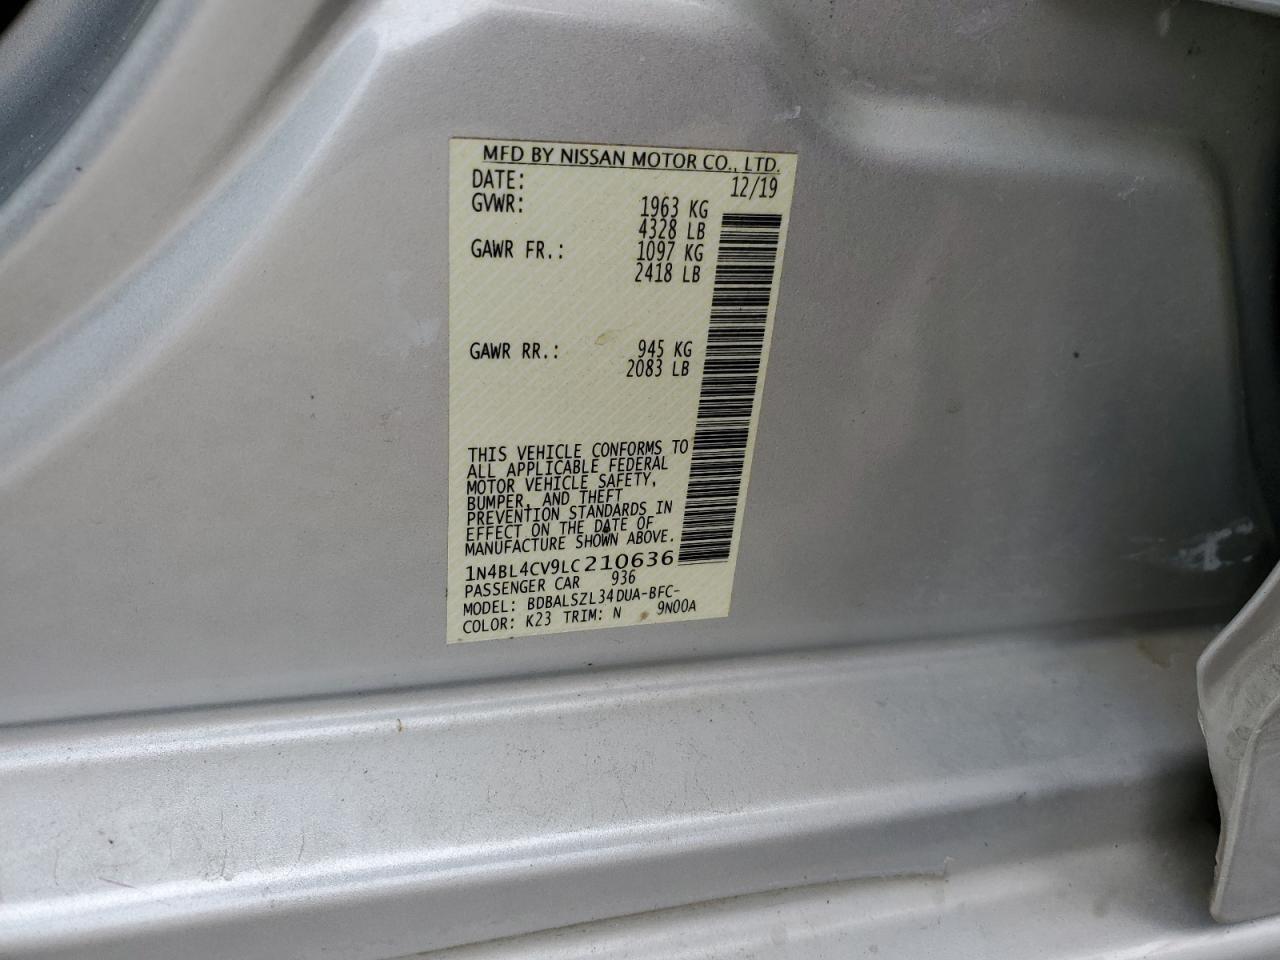 MFD BY NISSAN MOTOR CO., LTD.
DATE: 12/19
GVWR: 1963 KG
4328 LB
GAWR FR.: 1097 KG
2418 LB
GAWR RR.: 945 KG
2083 LB
THIS VEHICLE CONFORMS TO
ALL APPLICABLE FEDERAL
MOTOR VEHICLE SAFETY,
BUMPER, AND THEFT
PREVENTION STANDARDS IN
EFFECT ON THE DATE OF
MANUFACTURE SHOWN ABOVE.
1N4BL4CV9LC210636
PASSENGER CAR 936
MODEL: BDBALSZL34DUA-BFC-
COLOR: K23 TRIM: N 9N00A